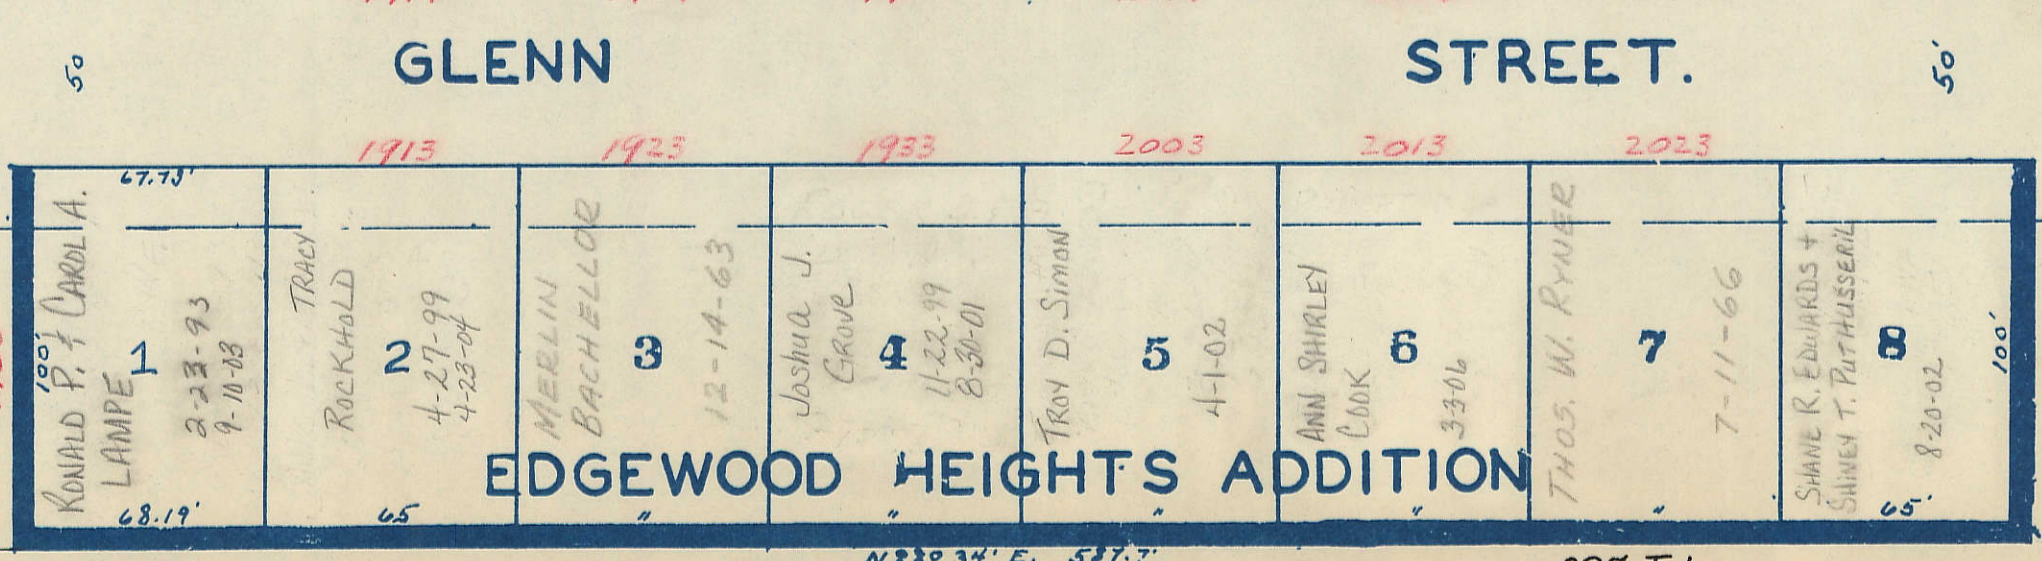 50'
GLENN STREET.
50'
1913 1923 1933 2003 2013 2023
67.73'
100'
RONALD P. & CAROL A.
LAMPE
1
2-23-93
9-10-03
68.19'
TRACY
ROCKHOLD
2
4-27-99
4-23-04
65
MERLIN
BACHELLOR
3
12-14-63
"
Joshua J.
Grove
4
11-22-99
8-30-01
"
TROY D. SIMON
5
4-1-02
"
ANN SHIRLEY
COOK
6
3-3-06
"
THOS. W. RYNER
7
7-11-66
"
SHANE R. EDWARDS +
SHINEY T. PUTHUSSERIL
8
8-20-02
65'
100'
EDGEWOOD HEIGHTS ADDITION